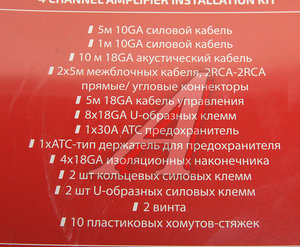 4 CHANNEL AMPLIFIER INSTALLATION KIT
5м 10GA силовой кабель
1м 10GA силовой кабель
10 м 18GA акустический кабель
2х5м межблочных кабеля, 2RCA-2RCA
прямые/ угловые коннекторы
5м 18GA кабель управления
8х18GA U-образных клемм
1х30А АТС предохранитель
1хАТС-тип держатель для предохранителя
4х18GA изоляционных наконечника
2 шт кольцевых силовых клемм
2 шт U-образных силовых клемм
2 винта
10 пластиковых хомутов-стяжек